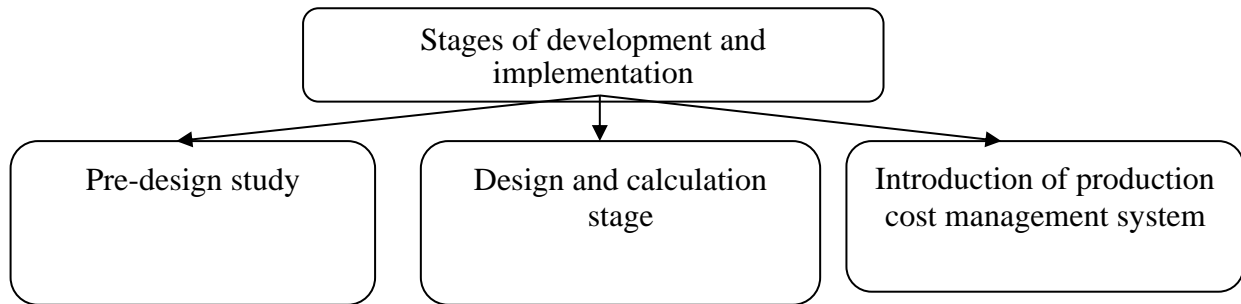 Stages of development and
implementation
Pre-design study
Design and calculation
stage
Introduction of production
cost management system